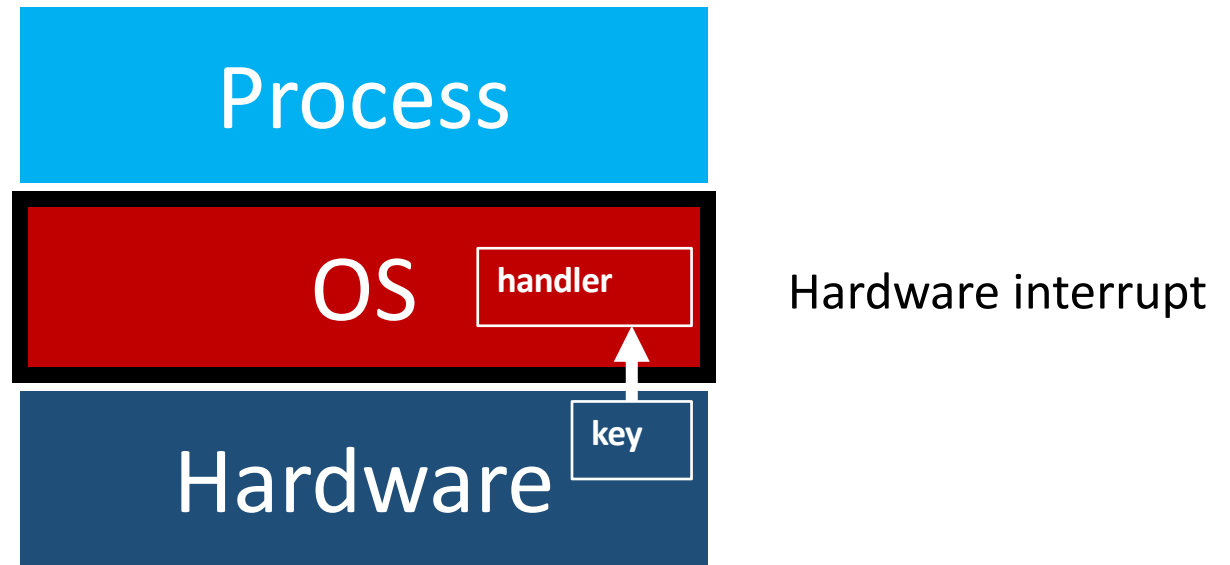 Process
OS
handler
Hardware interrupt
key
Hardware